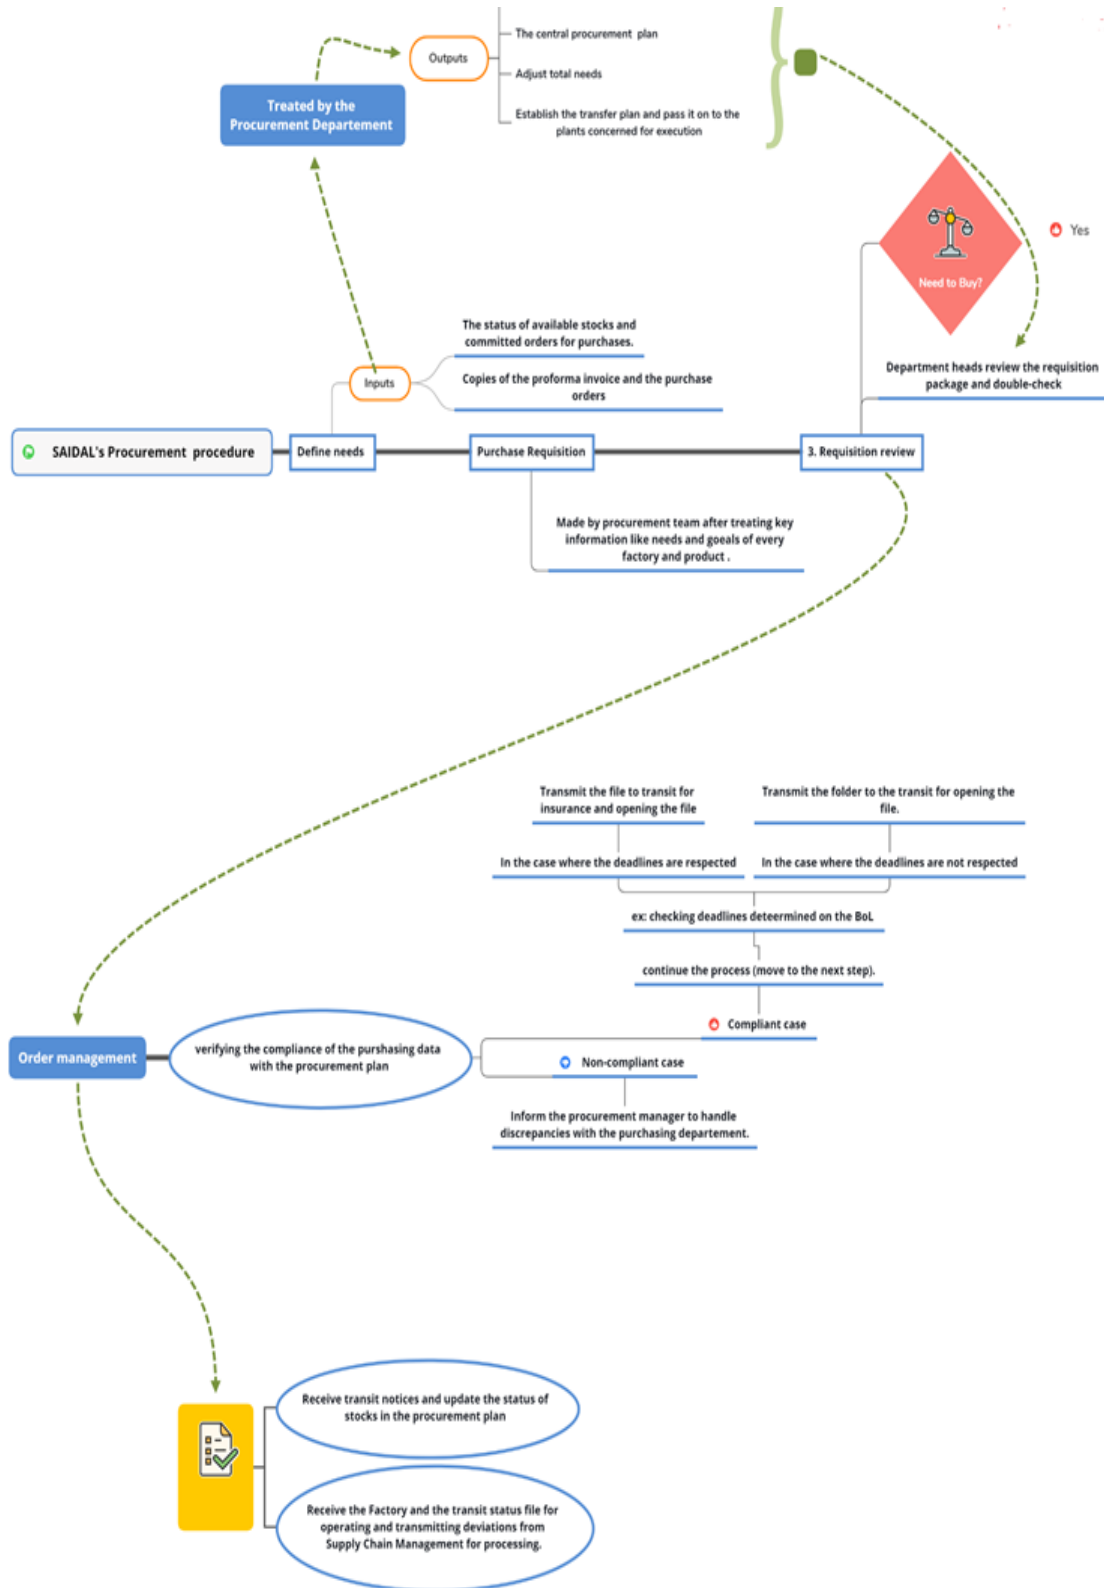 The central procurement plan
Outputs
Adjust total needs
Treated by the
Procurement Departement
Establish the transfer plan and pass it on to the
plants concerned for execution
Yes
Need to Buy?
The status of available stocks and
committed orders for purchases.
Inputs
Copies of the proforma invoice and the purchase
orders
Department heads review the requisition
package and double-check
SAIDAL's Procurement procedure
Define needs
Purchase Requisition
3. Requisition review
Made by procurement team after treating key
information like needs and goeals of every
factory and product .
Transmit the file to transit for
insurance and opening the file
Transmit the folder to the transit for opening the
file.
In the case where the deadlines are respected
In the case where the deadlines are not respected
ex: checking deadlines deteermined on the BoL
continue the process (move to the next step).
Compliant case
Order management
verifying the compliance of the purshasing data
with the procurement plan
Non-compliant case
Inform the procurement manager to handle
discrepancies with the purchasing departement.
Receive transit notices and update the status of
stocks in the procurement plan
Receive the Factory and the transit status file for
operating and transmitting deviations from
Supply Chain Management for processing.